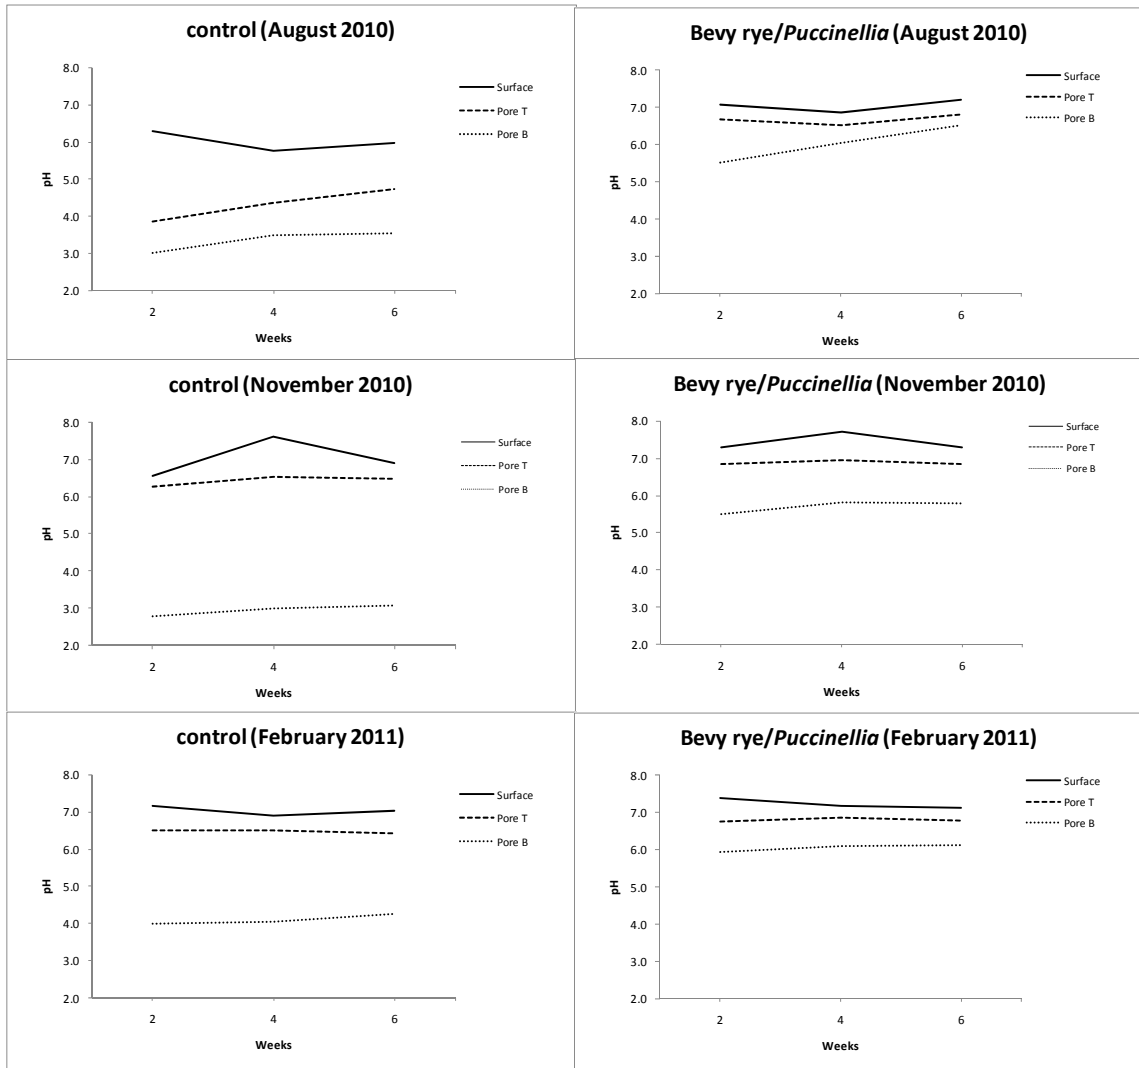 control (August 2010)
8.0
7.0
6.0
5.0
4.0
3.0
2.0
pH
2 4 6
Weeks
Surface
Pore T
Pore B
Bevy rye/Puccinellia (August 2010)
8.0
7.0
6.0
5.0
4.0
3.0
2.0
pH
2 4 6
Weeks
Surface
Pore T
Pore B
control (November 2010)
8.0
7.0
6.0
5.0
4.0
3.0
2.0
pH
2 4 6
Weeks
Surface
Pore T
Pore B
Bevy rye/Puccinellia (November 2010)
8.0
7.0
6.0
5.0
4.0
3.0
2.0
pH
2 4 6
Weeks
Surface
Pore T
Pore B
control (February 2011)
8.0
7.0
6.0
5.0
4.0
3.0
2.0
pH
2 4 6
Weeks
Surface
Pore T
Pore B
Bevy rye/Puccinellia (February 2011)
8.0
7.0
6.0
5.0
4.0
3.0
2.0
pH
2 4 6
Weeks
Surface
Pore T
Pore B